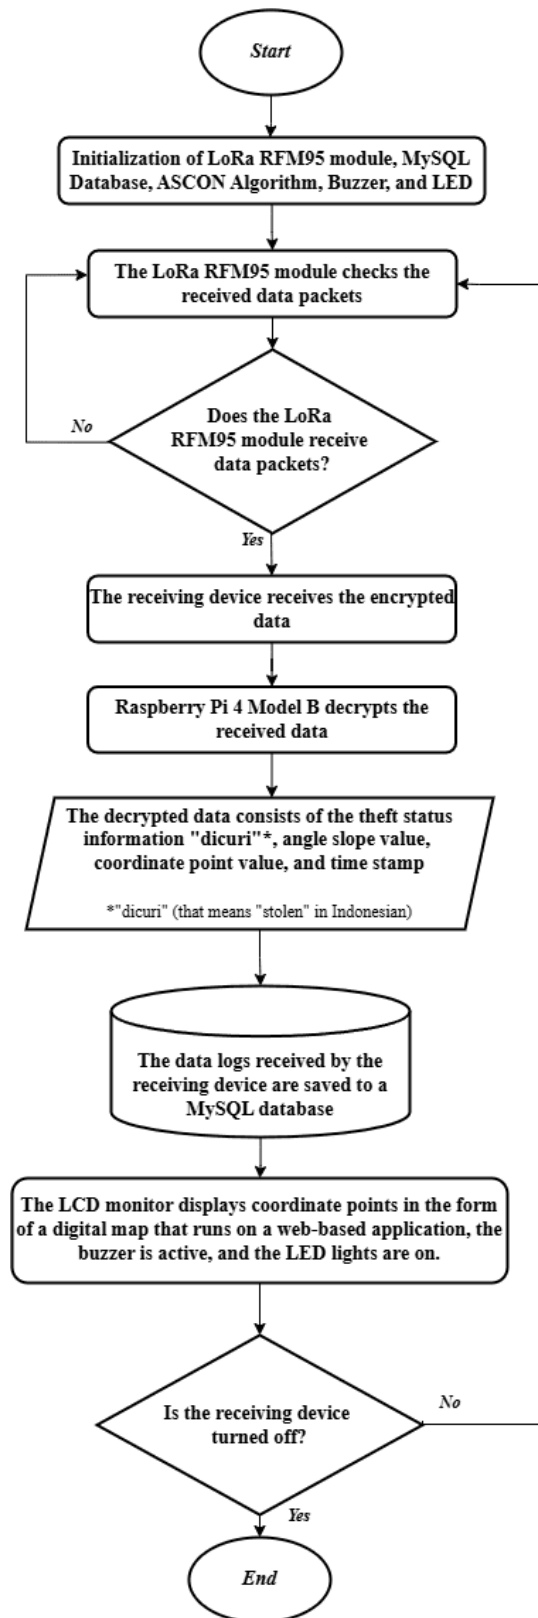 Start
Initialization of LoRa RFM95 module, MySQL
Database, ASCON Algorithm, Buzzer, and LED
The LoRa RFM95 module checks the
received data packets
No
Does the LoRa
RFM95 module receive
data packets?
Yes
The receiving device receives the encrypted
data
Raspberry Pi 4 Model B decrypts the
received data
The decrypted data consists of the theft status
information "dicuri"*, angle slope value,
coordinate point value, and time stamp
*"dicuri" (that means "stolen" in Indonesian)
The data logs received by the
receiving device are saved to a
MySQL database
The LCD monitor displays coordinate points in the form
of a digital map that runs on a web-based application, the
buzzer is active, and the LED lights are on.
No
Is the receiving device
turned off?
Yes
End